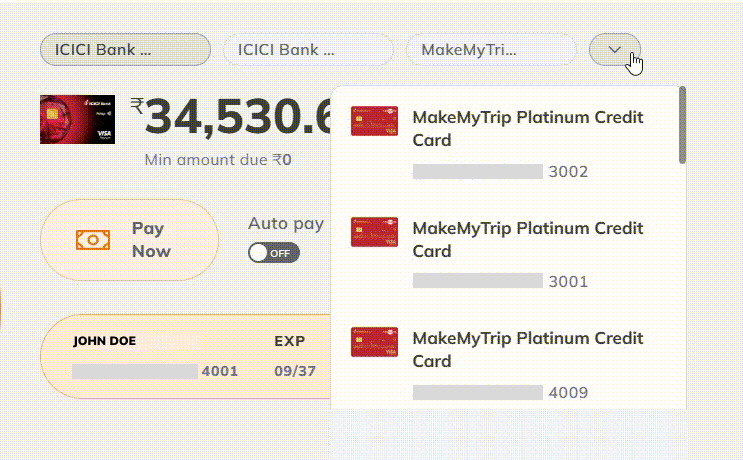 ICICI Bank ...
ICICI Bank ...
MakeMyTri...
ICICI Bank
VISA
₹34,530.6
Min amount due ₹0
Pay
Now
Auto pay
OFF
JOHN DOE
EXP
4001
09/37
MakeMyTrip Platinum Credit
Card
3002
MakeMyTrip Platinum Credit
Card
3001
MakeMyTrip Platinum Credit
Card
4009